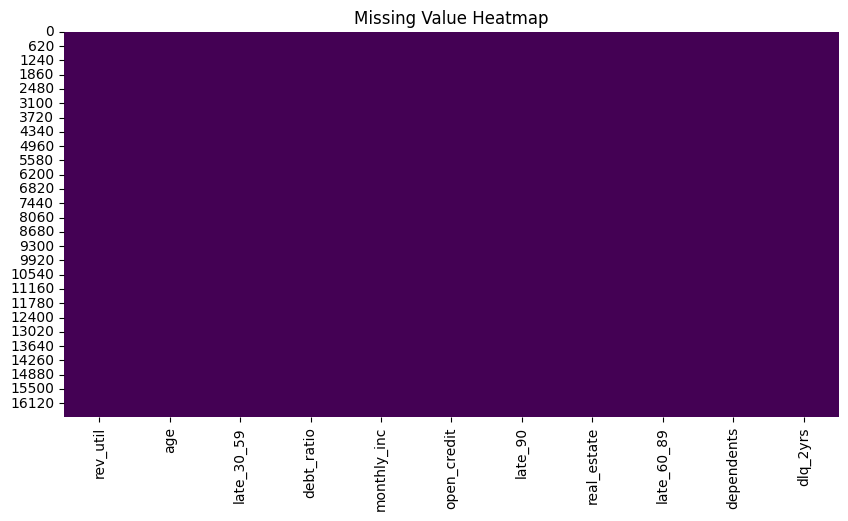 Missing Value Heatmap
0
620
1240
1860
2480
3100
3720
4340
4960
5580
6200
6820
7440
8060
8680
9300
9920
10540
11160
11780
12400
13020
13640
14260
14880
15500
16120
rev_util
age
late_30_59
debt_ratio
monthly_inc
open_credit
late_90
real_estate
late_60_89
dependents
dlq_2yrs